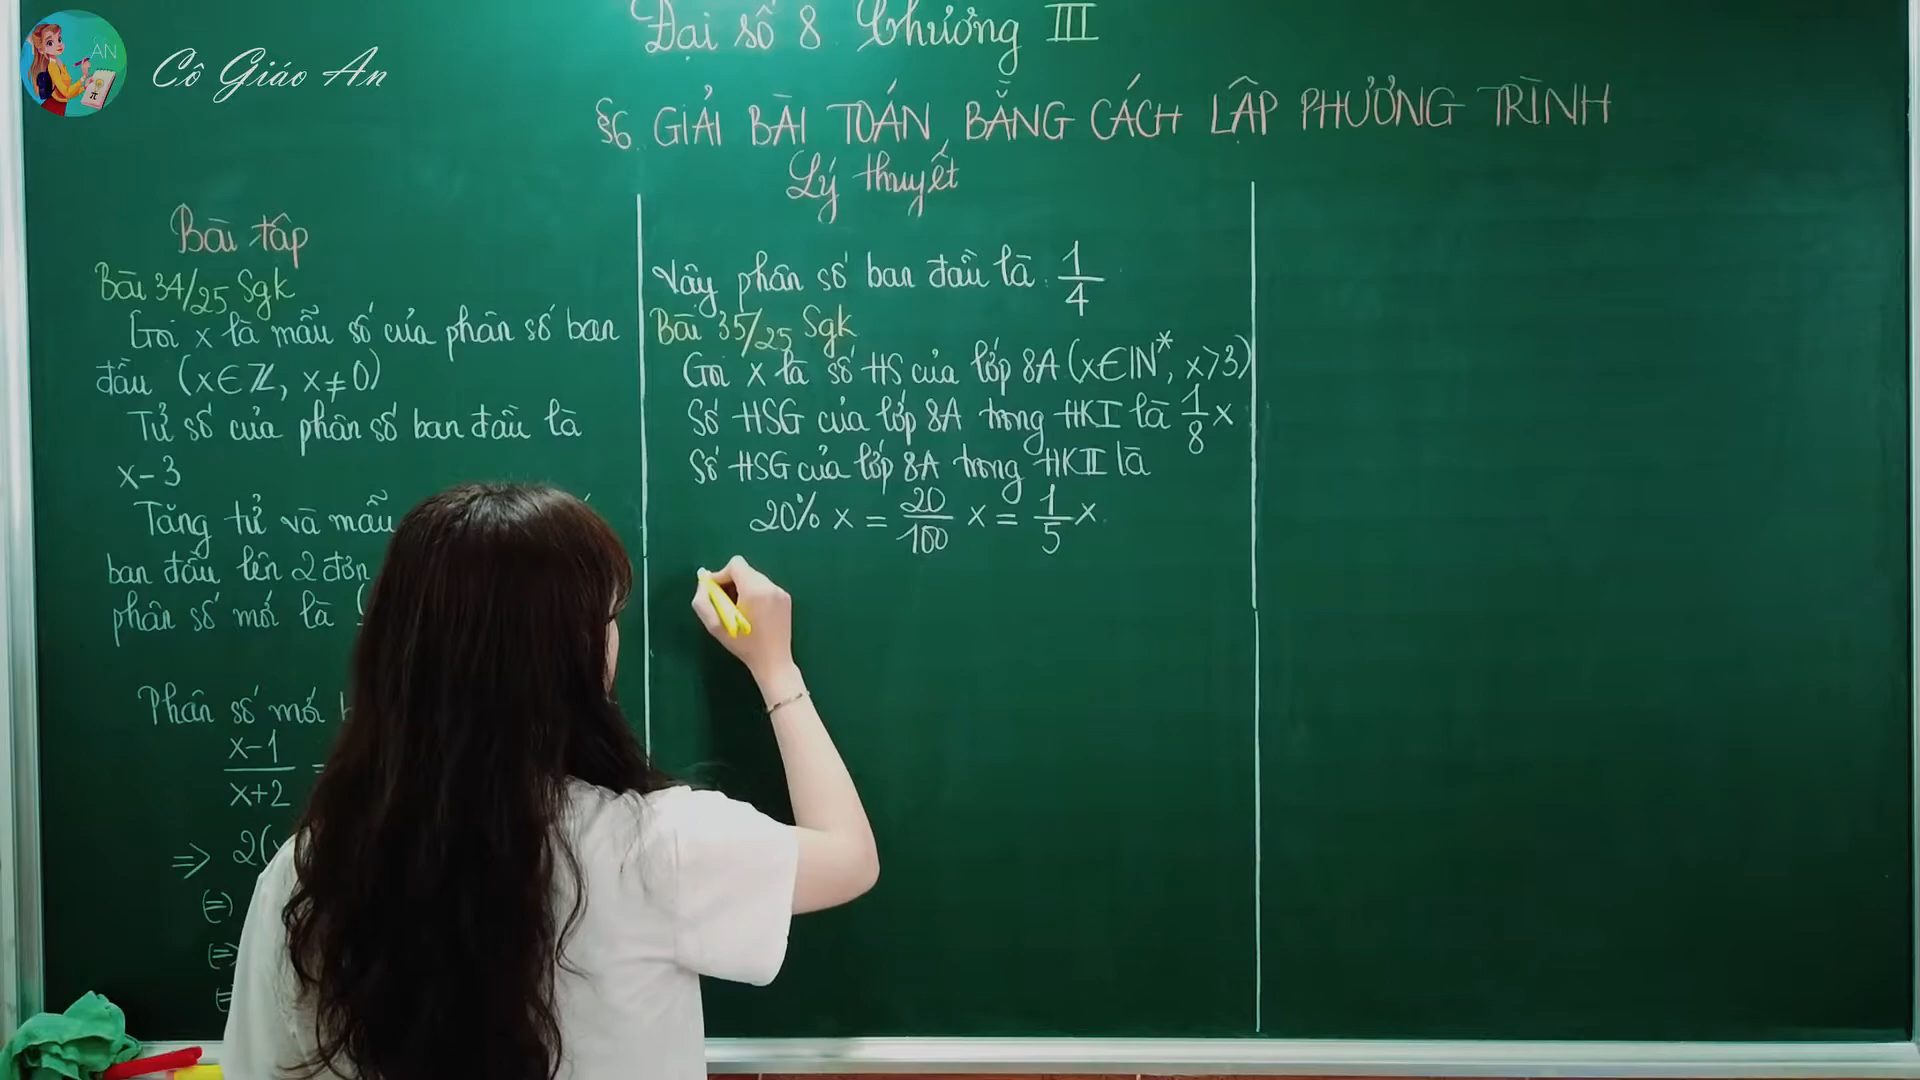 Đại số 8 Chương III
AN
Cô Giáo An
§6. GIẢI BÀI TOÁN BẰNG CÁCH LẬP PHƯƠNG TRÌNH
Lý thuyết
Bài tập
Bài 34/25 Sgk
Gọi x là mẫu số của phân số ban
đầu (x∈ℤ, x≠0)
Tử số của phân số ban đầu là
x-3
Tăng tử và mẫu
ban đầu lên 2 đơn
phân số mới là (
Phân số mới
x-1
x+2
=> 2(
(=)
(=)
Vậy phân số ban đầu là 1/4
Bài 35/25 Sgk
Gọi x là số HS của lớp 8A (x∈ℕ*, x>3)
Số HSG của lớp 8A trong HKI là 1/8 x
Số HSG của lớp 8A trong HKII là
20% x = 20/100 x = 1/5 x